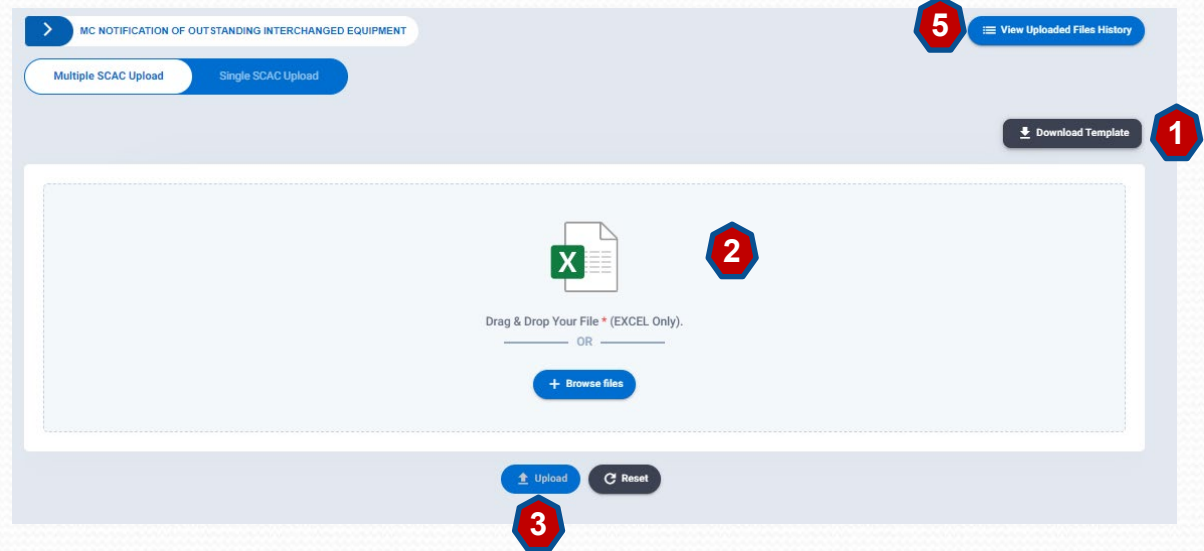 MC NOTIFICATION OF OUTSTANDING INTERCHANGED EQUIPMENT
5
View Uploaded Files History
Multiple SCAC Upload
Single SCAC Upload
Download Template
1
X
2
Drag & Drop Your File * (EXCEL Only).
OR
+ Browse files
Upload
Reset
3